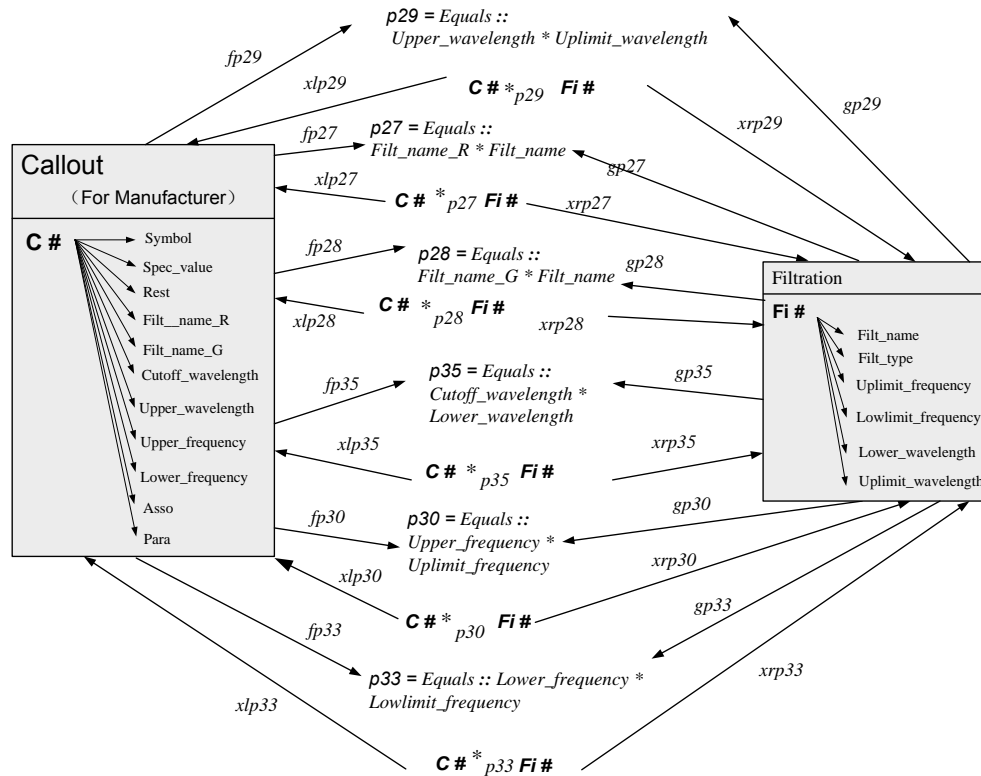 p29 = Equals ::
Upper_wavelength * Uplimit_wavelength
fp29
gp29
xlp29
C # * p29 Fi #
xrp29
p27 = Equals ::
Filt_name_R * Filt_name
fp27
gp27
xlp27
C # * p27 Fi #
xrp27
Callout
（For Manufacturer）
C #
Symbol
Spec_value
Rest
Filt__name_R
Filt_name_G
Cutoff_wavelength
Upper_wavelength
Upper_frequency
Lower_frequency
Asso
Para
fp28
p28 = Equals ::
Filt_name_G * Filt_name
gp28
xlp28
C # * p28 Fi #
xrp28
Filtration
Fi #
Filt_name
Filt_type
Uplimit_frequency
Lowlimit_frequency
Lower_wavelength
Uplimit_wavelength
fp35
p35 = Equals ::
Cutoff_wavelength *
Lower_wavelength
gp35
xlp35
C # * p35 Fi #
xrp35
fp30
p30 = Equals ::
Upper_frequency *
Uplimit_frequency
gp30
xlp30
C # * p30 Fi #
xrp30
fp33
p33 = Equals :: Lower_frequency *
Lowlimit_frequency
gp33
xlp33
C # * p33 Fi #
xrp33